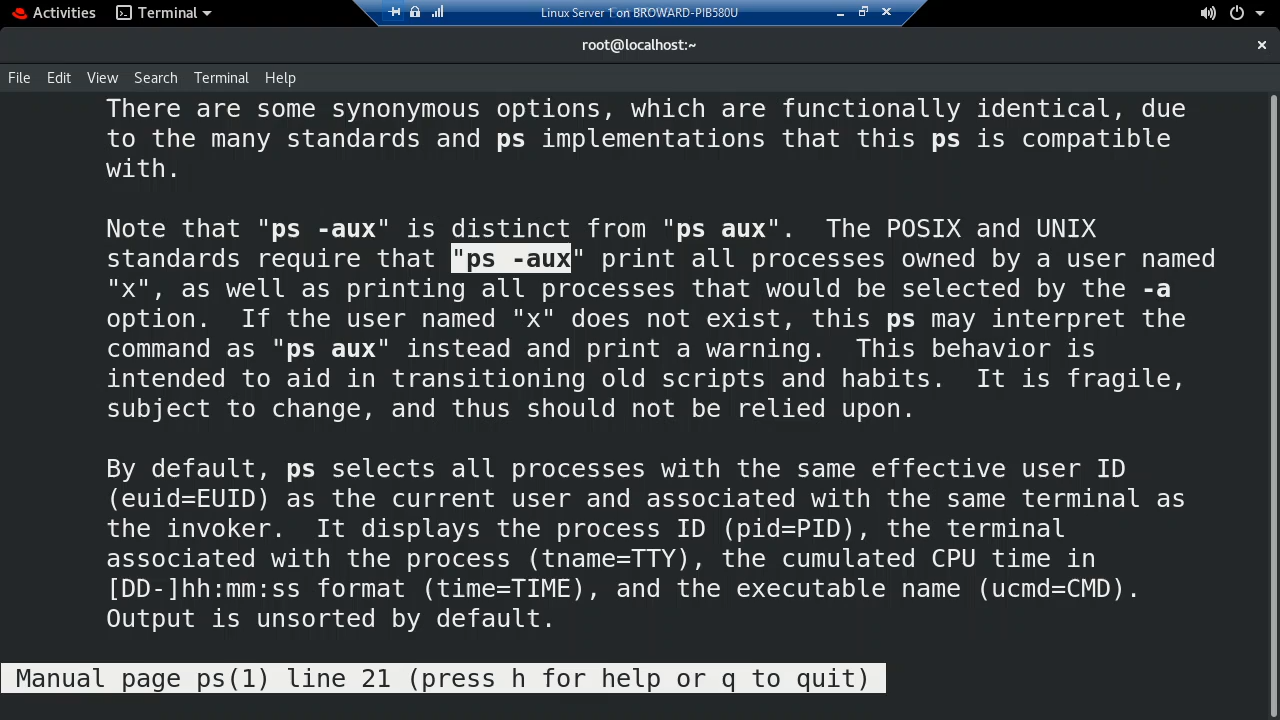 Activities Terminal Linux Server 1 on BROWARD-PIB580U
root@localhost:~
File Edit View Search Terminal Help
There are some synonymous options, which are functionally identical, due
to the many standards and ps implementations that this ps is compatible
with.
Note that "ps -aux" is distinct from "ps aux".  The POSIX and UNIX
standards require that "ps -aux" print all processes owned by a user named
"x", as well as printing all processes that would be selected by the -a
option.  If the user named "x" does not exist, this ps may interpret the
command as "ps aux" instead and print a warning.  This behavior is
intended to aid in transitioning old scripts and habits.  It is fragile,
subject to change, and thus should not be relied upon.
By default, ps selects all processes with the same effective user ID
(euid=EUID) as the current user and associated with the same terminal as
the invoker.  It displays the process ID (pid=PID), the terminal
associated with the process (tname=TTY), the cumulated CPU time in
[DD-]hh:mm:ss format (time=TIME), and the executable name (ucmd=CMD).
Output is unsorted by default.
Manual page ps(1) line 21 (press h for help or q to quit)